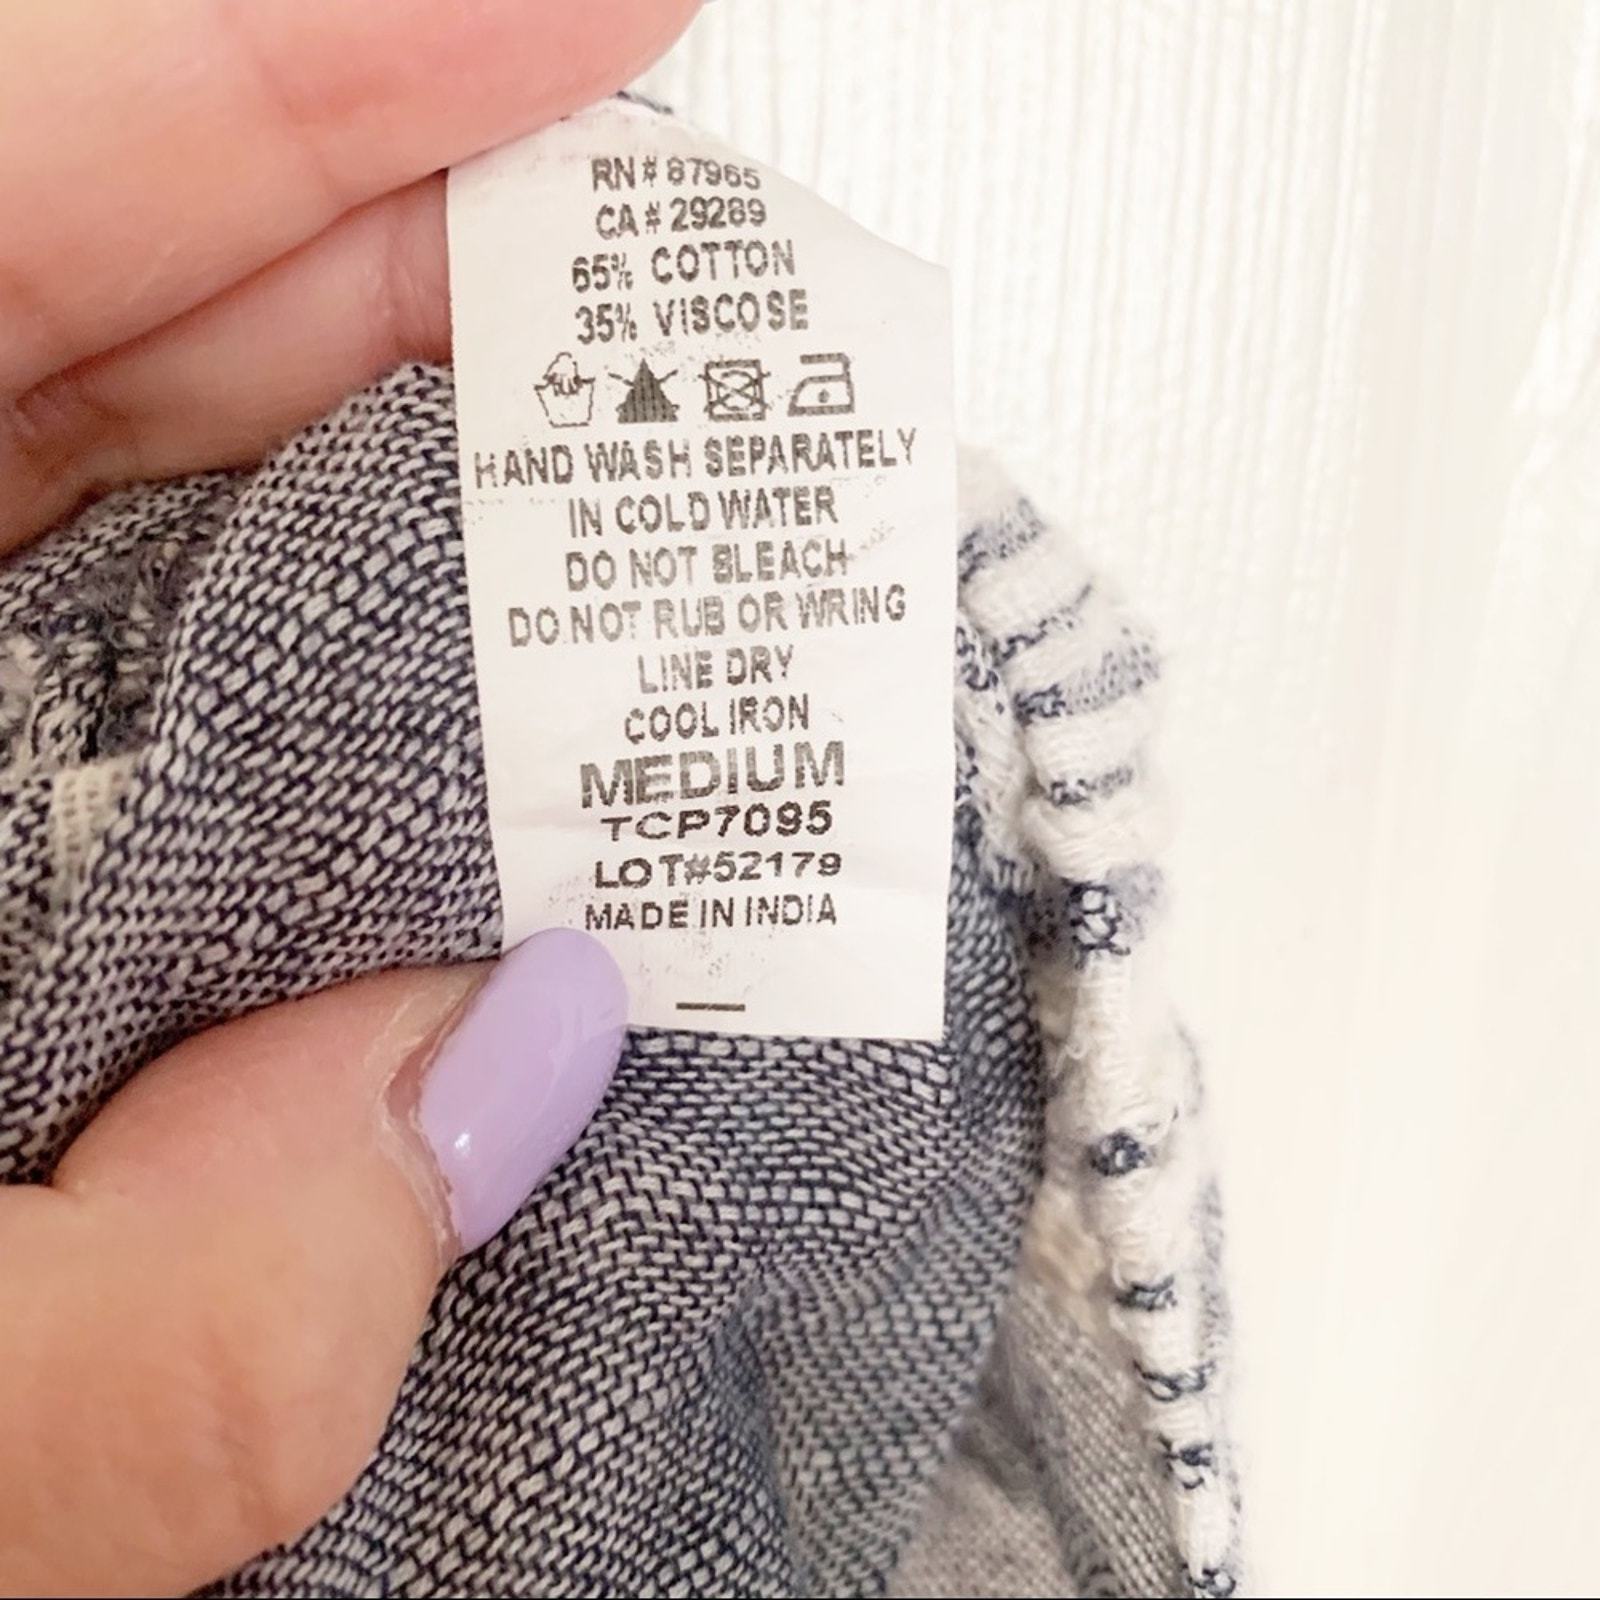 RN# 87965
CA# 29289
65% COTTON
35% VISCOSE
HAND WASH SEPARATELY
IN COLD WATER
DO NOT BLEACH
DO NOT RUB OR WRING
LINE DRY
COOL IRON
MEDIUM
TCP7095
LOT#52179
MADE IN INDIA